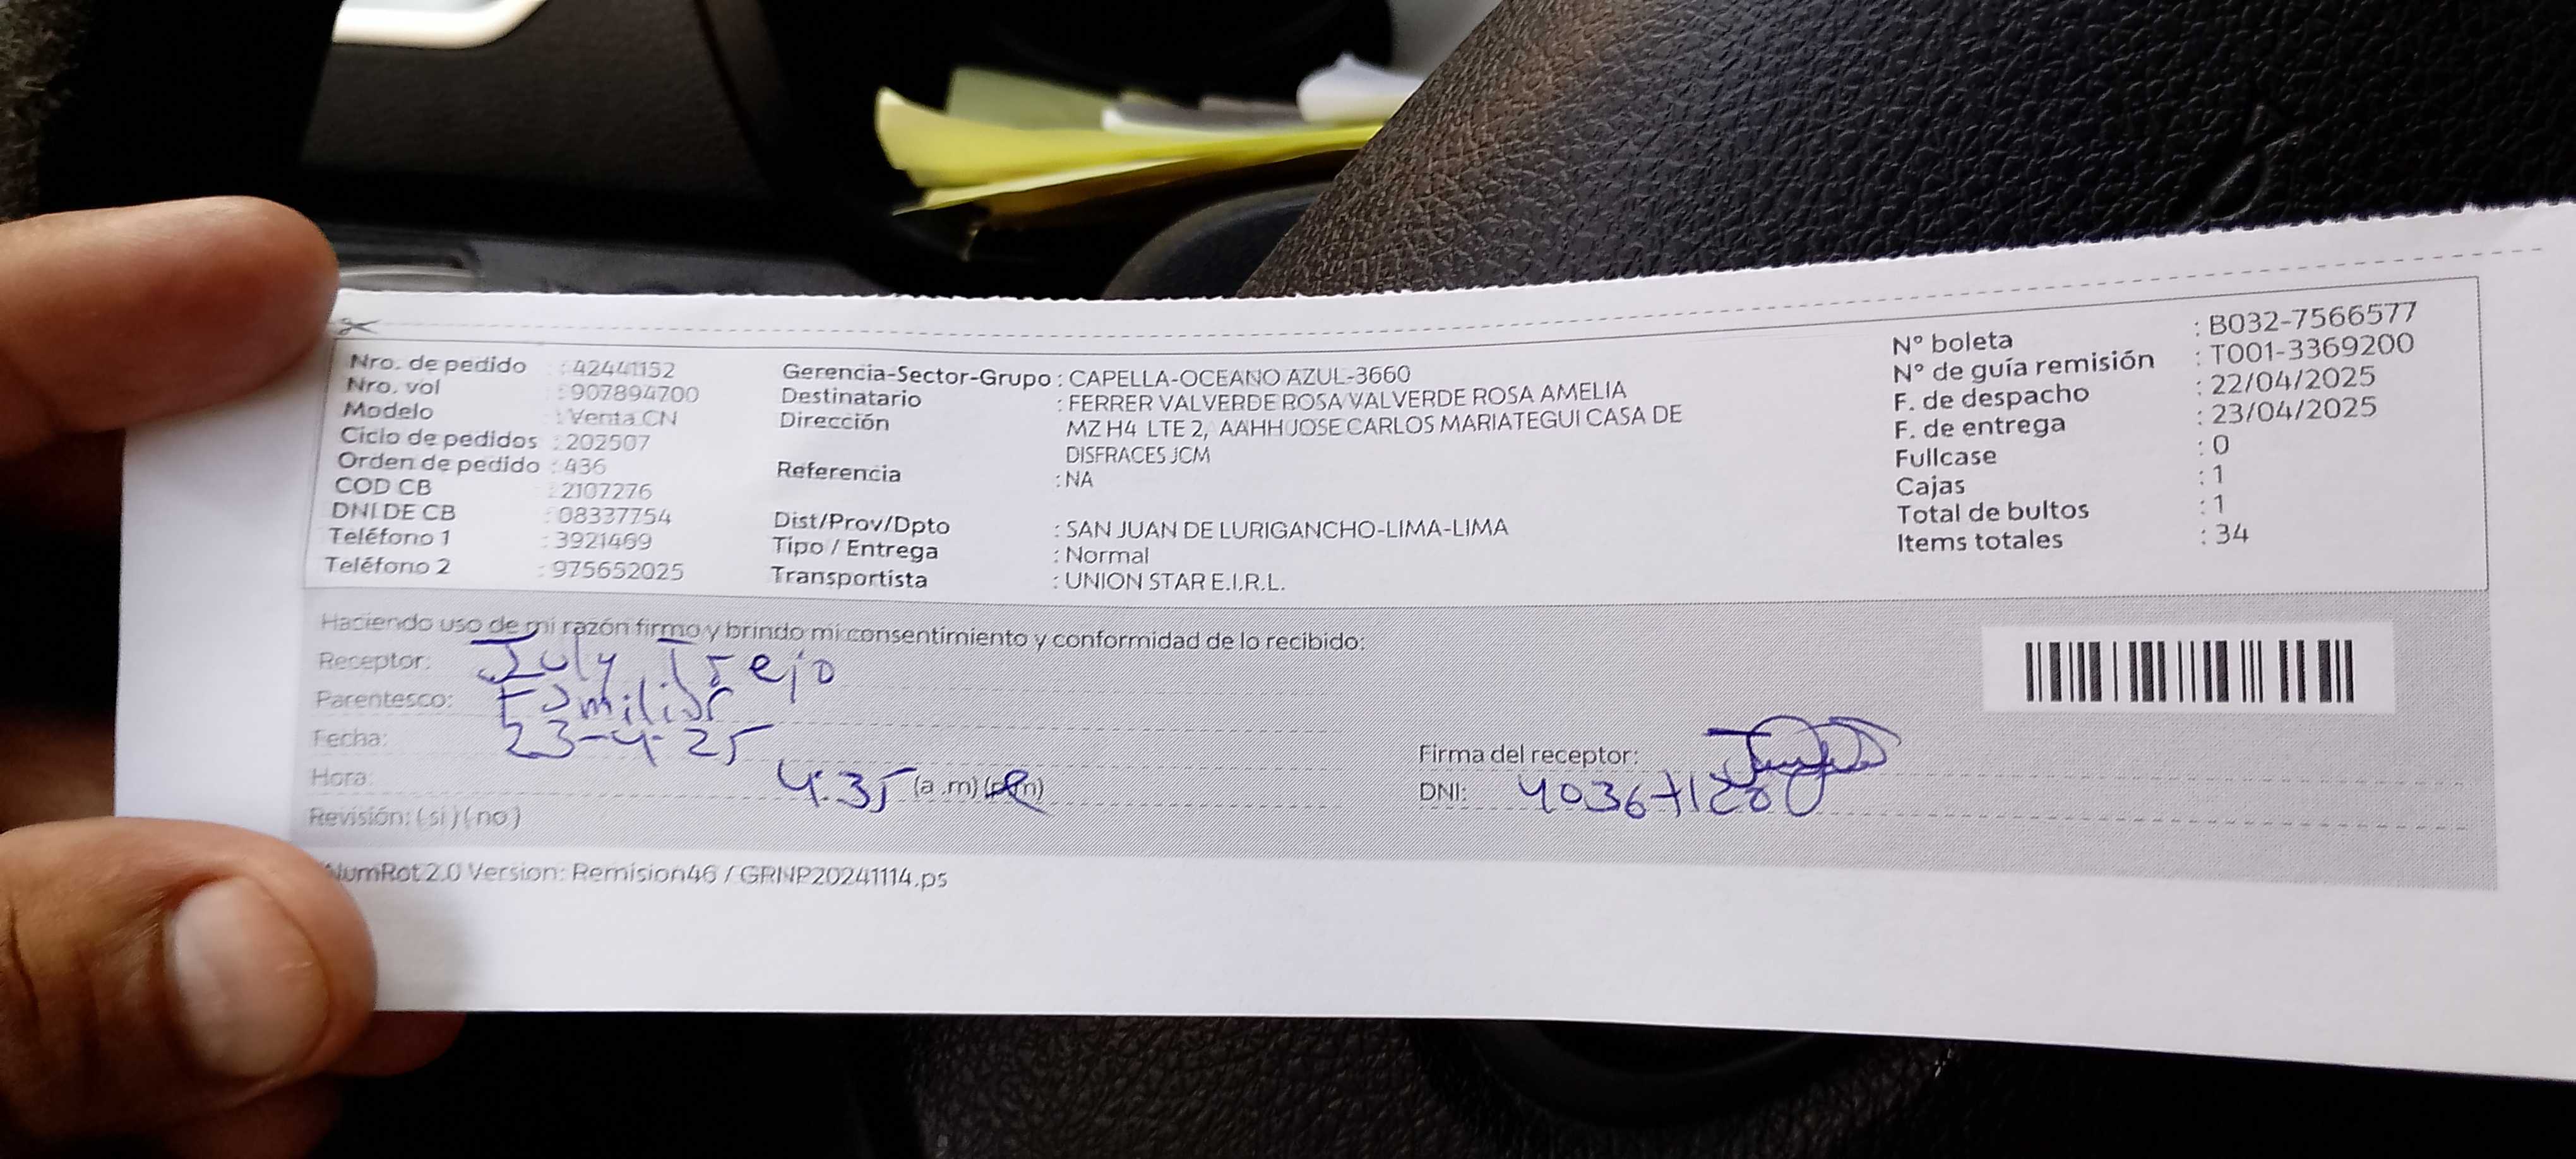 Nro. de pedido : 42441152
Nro. vol : 907894700
Modelo : Venta CN
Ciclo de pedidos : 202507
Orden de pedido : 436
COD CB : 2107276
DNI DE CB : 08337754
Teléfono 1 : 3921469
Teléfono 2 : 975652025
Gerencia-Sector-Grupo : CAPELLA-OCEANO AZUL-3660
Destinatario : FERRER VALVERDE ROSA VALVERDE ROSA AMELIA
Dirección MZ H4 LTE 2, AAHH JOSE CARLOS MARIATEGUI CASA DE
DISFRACES JCM
Referencia : NA
Dist/Prov/Dpto : SAN JUAN DE LURIGANCHO-LIMA-LIMA
Tipo / Entrega : Normal
Transportista : UNION STAR E.I.R.L.
N° boleta : B032-7566577
N° de guía remisión : T001-3369200
F. de despacho : 22/04/2025
F. de entrega : 23/04/2025
Fullcase : 0
Cajas : 1
Total de bultos : 1
Items totales : 34
Haciendo uso de mi razón firmo y brindo mi consentimiento y conformidad de lo recibido:
Receptor: July Trejo
Parentesco: Familiar
Fecha: 23-4-25
Hora: 4:35 (a.m) (p.m)
Revisión: (si) (no)
Firma del receptor:
DNI:
NumRot2.0 Version: Remision46 / GRNP20241114.ps